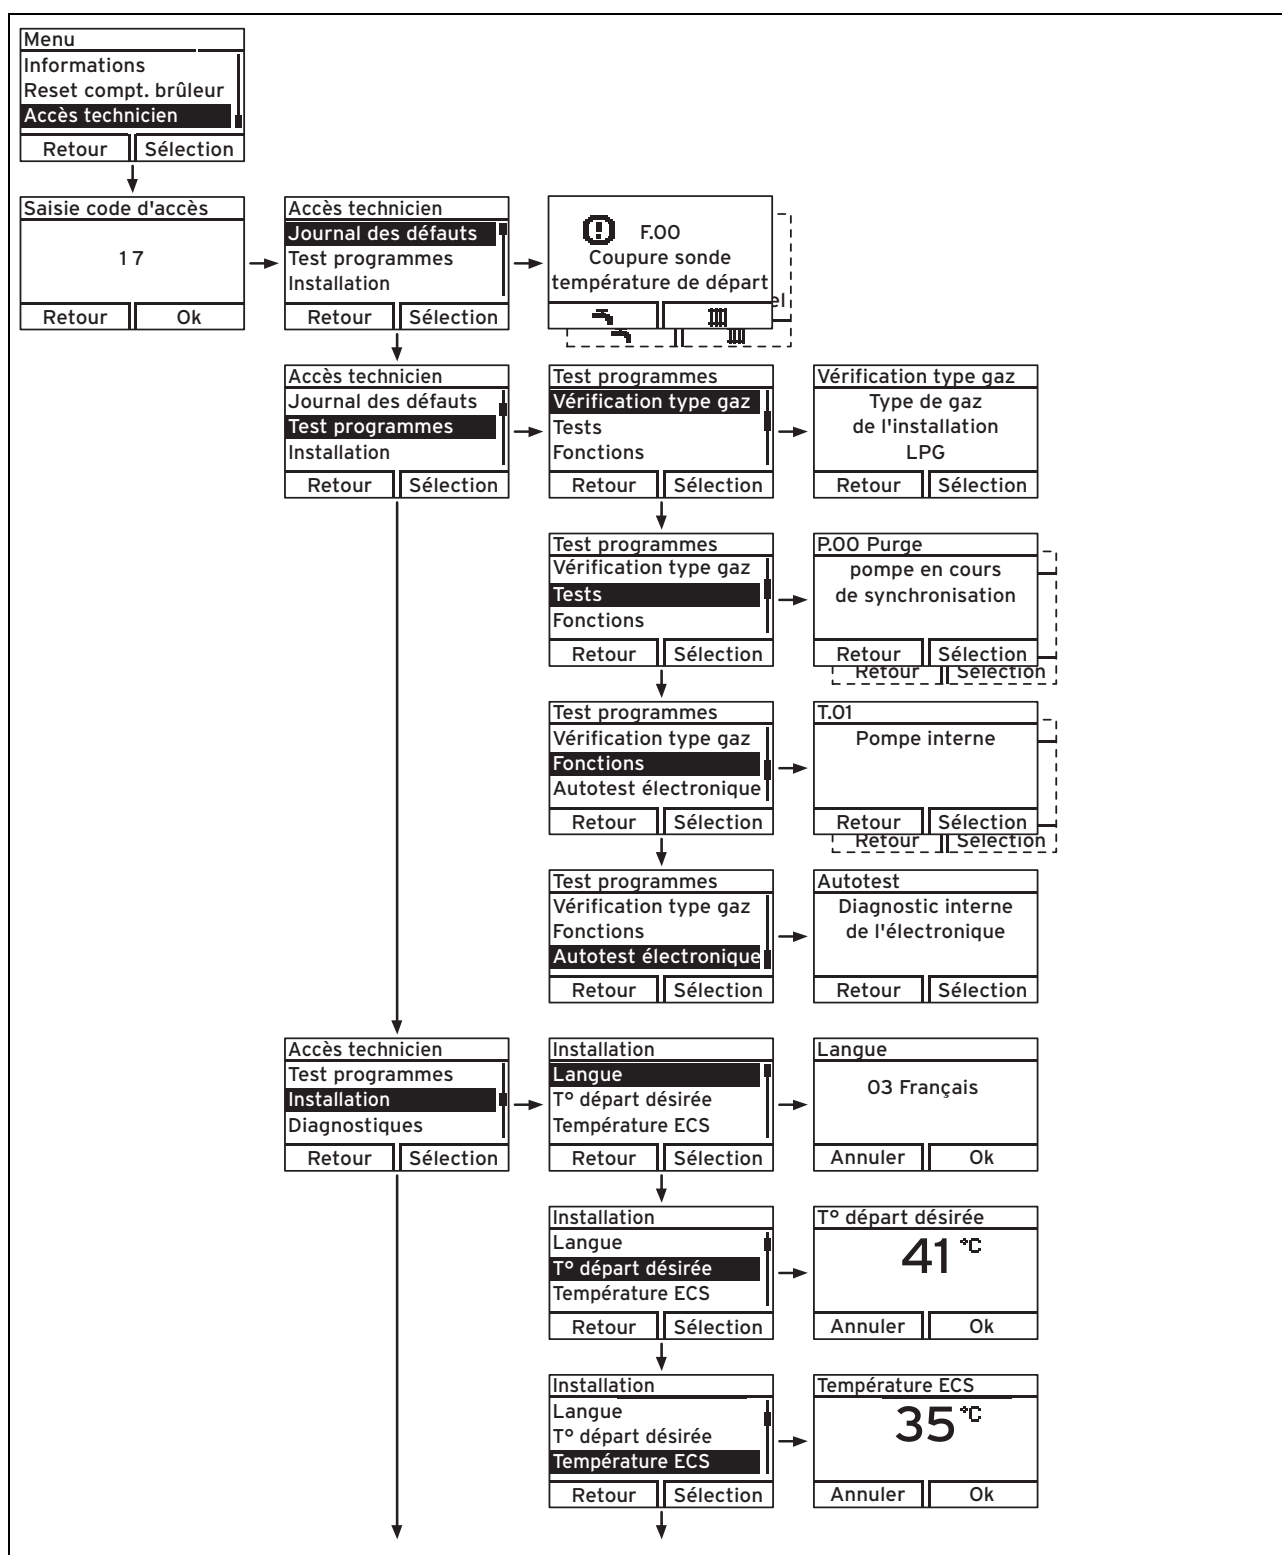 Menu
Informations
Reset compt. brûleur
Accès technicien
Retour Sélection
Saisie code d'accès
17
Retour Ok
Accès technicien
Journal des défauts
Test programmes
Installation
Retour Sélection
F.00
Coupure sonde
température de départ
el
Accès technicien
Journal des défauts
Test programmes
Installation
Retour Sélection
Test programmes
Vérification type gaz
Tests
Fonctions
Retour Sélection
Vérification type gaz
Type de gaz
de l'installation
LPG
Retour Sélection
Test programmes
Vérification type gaz
Tests
Fonctions
Retour Sélection
P.00 Purge
pompe en cours
de synchronisation
Retour Sélection
Retour Sélection
Test programmes
Vérification type gaz
Fonctions
Autotest électronique
Retour Sélection
T.01
Pompe interne
Retour Sélection
Retour Sélection
Test programmes
Vérification type gaz
Fonctions
Autotest électronique
Retour Sélection
Autotest
Diagnostic interne
de l'électronique
Retour Sélection
Accès technicien
Test programmes
Installation
Diagnostiques
Retour Sélection
Installation
Langue
T° départ désirée
Température ECS
Retour Sélection
Langue
03 Français
Annuler Ok
Installation
Langue
T° départ désirée
Température ECS
Retour Sélection
T° départ désirée
41 °C
Annuler Ok
Installation
Langue
T° départ désirée
Température ECS
Retour Sélection
Température ECS
35 °C
Annuler Ok